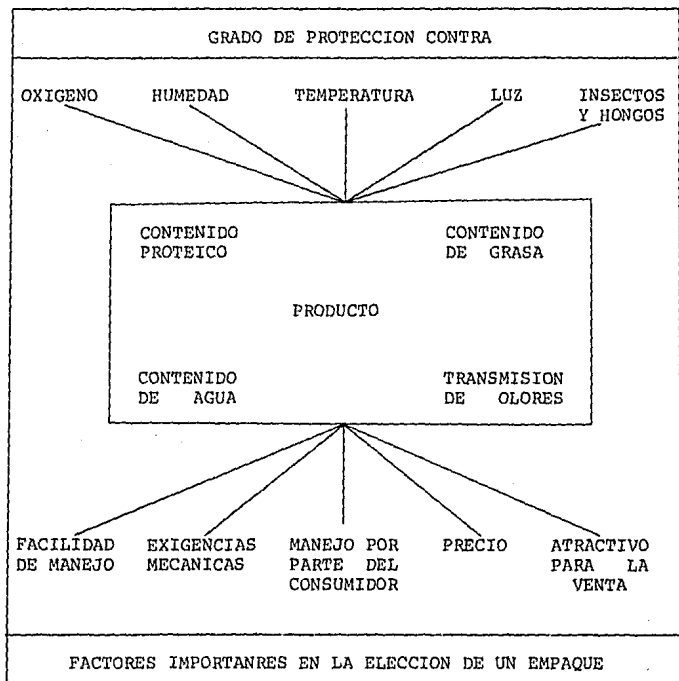 GRADO DE PROTECCION CONTRA
OXIGENO HUMEDAD TEMPERATURA LUZ INSECTOS
Y HONGOS
CONTENIDO
PROTEICO
CONTENIDO
DE GRASA
PRODUCTO
CONTENIDO
DE AGUA
TRANSMISION
DE OLORES
FACILIDAD
DE MANEJO
EXIGENCIAS
MECANICAS
MANEJO POR
PARTE DEL
CONSUMIDOR
PRECIO
ATRACTIVO
PARA LA
VENTA
FACTORES IMPORTANRES EN LA ELECCION DE UN EMPAQUE